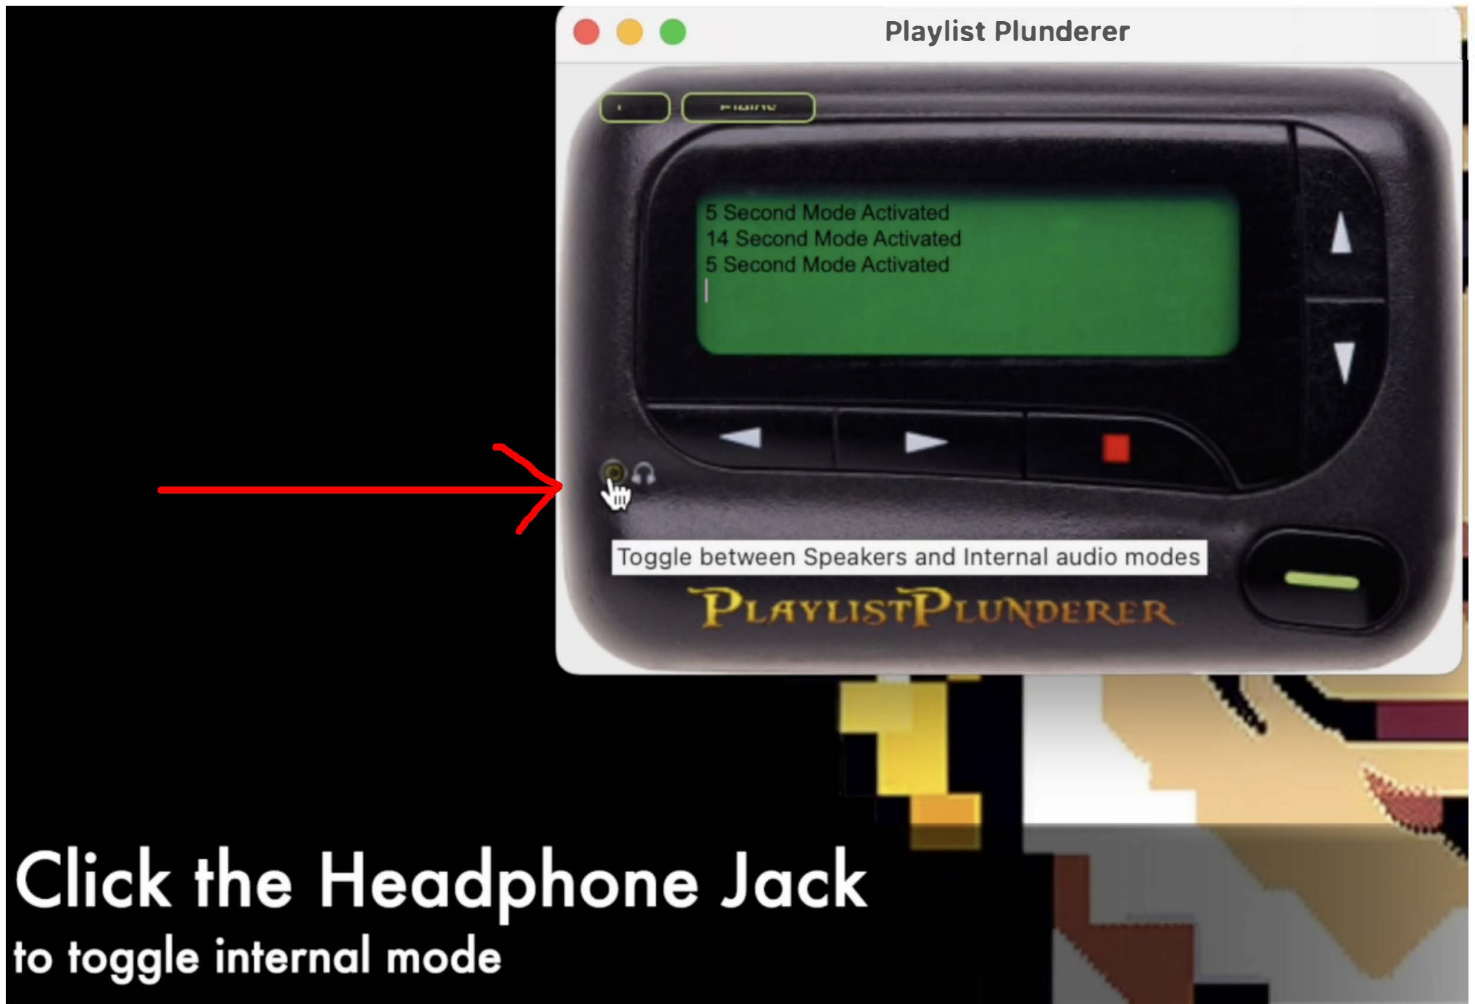 Playlist Plunderer
5 Second Mode Activated
14 Second Mode Activated
5 Second Mode Activated
Toggle between Speakers and Internal audio modes
PLAYLISTPLUNDERER
Click the Headphone Jack
to toggle internal mode